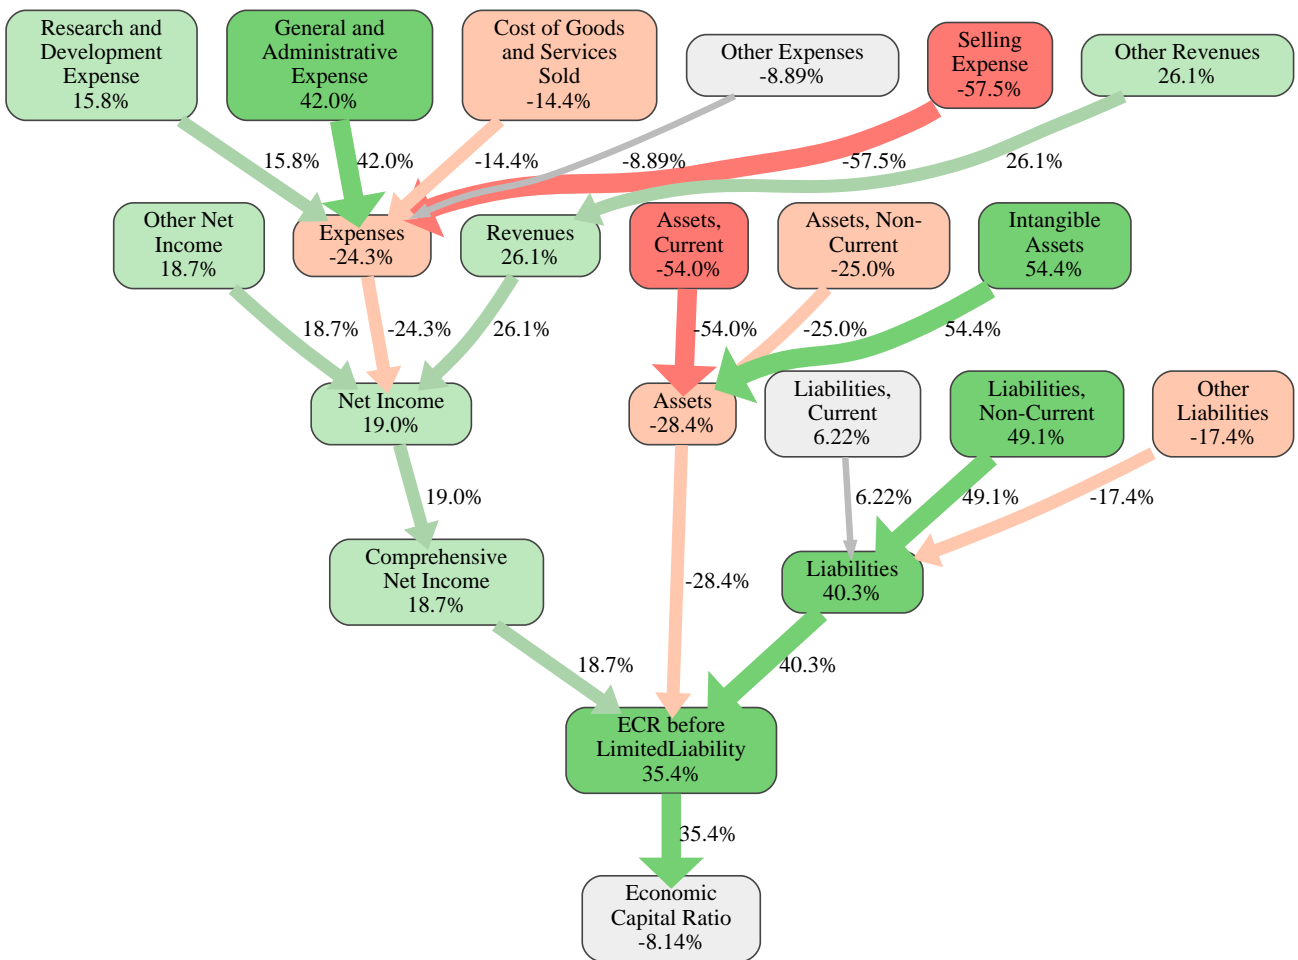 Research and
Development
Expense
15.8%
General and
Administrative
Expense
42.0%
Cost of Goods
and Services
Sold
-14.4%
Other Expenses
-8.89%
Selling
Expense
-57.5%
Other Revenues
26.1%
15.8%
42.0%
-14.4%
-8.89%
-57.5%
26.1%
Other Net
Income
18.7%
Expenses
-24.3%
Revenues
26.1%
Assets,
Current
-54.0%
Assets, Non-
Current
-25.0%
Intangible
Assets
54.4%
18.7%
-24.3%
26.1%
-54.0%
-25.0%
54.4%
Net Income
19.0%
Assets
-28.4%
Liabilities,
Current
6.22%
Liabilities,
Non-Current
49.1%
Other
Liabilities
-17.4%
19.0%
6.22%
49.1%
-17.4%
Comprehensive
Net Income
18.7%
-28.4%
Liabilities
40.3%
18.7%
40.3%
ECR before
LimitedLiability
35.4%
35.4%
Economic
Capital Ratio
-8.14%